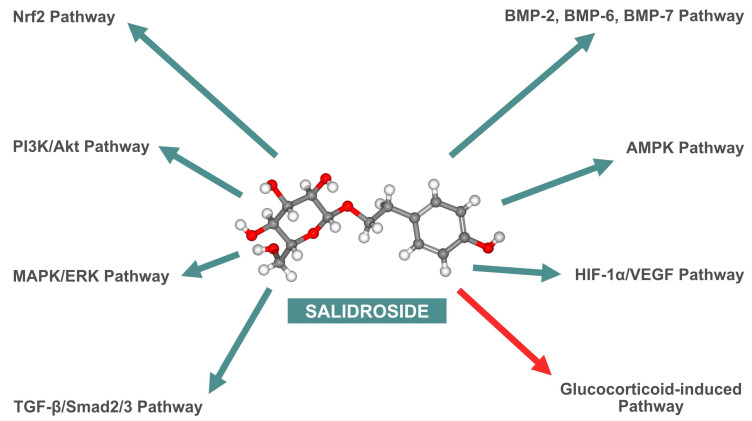 Nrf2 Pathway
BMP-2, BMP-6, BMP-7 Pathway
PI3K/Akt Pathway
AMPK Pathway
MAPK/ERK Pathway
HIF-1α/VEGF Pathway
SALIDROSIDE
TGF-β/Smad2/3 Pathway
Glucocorticoid-induced
Pathway